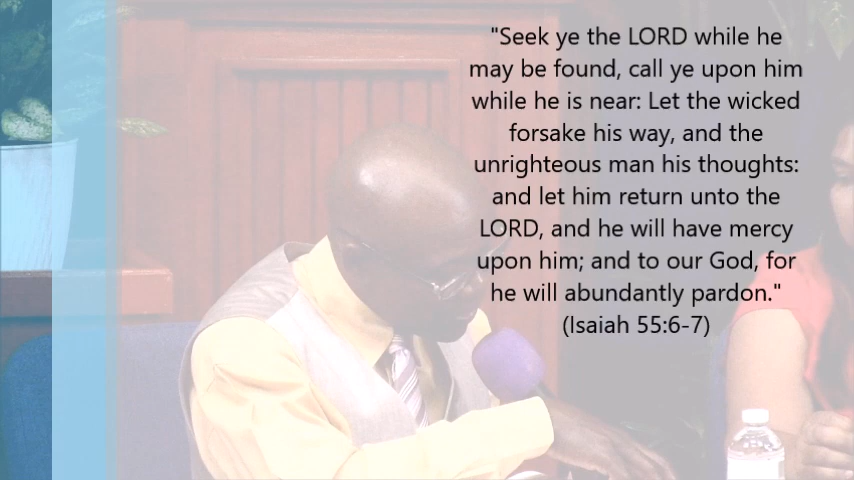 "Seek ye the LORD while he
may be found, call ye upon him
while he is near: Let the wicked
forsake his way, and the
unrighteous man his thoughts:
and let him return unto the
LORD, and he will have mercy
upon him; and to our God, for
he will abundantly pardon."
(Isaiah 55:6-7)